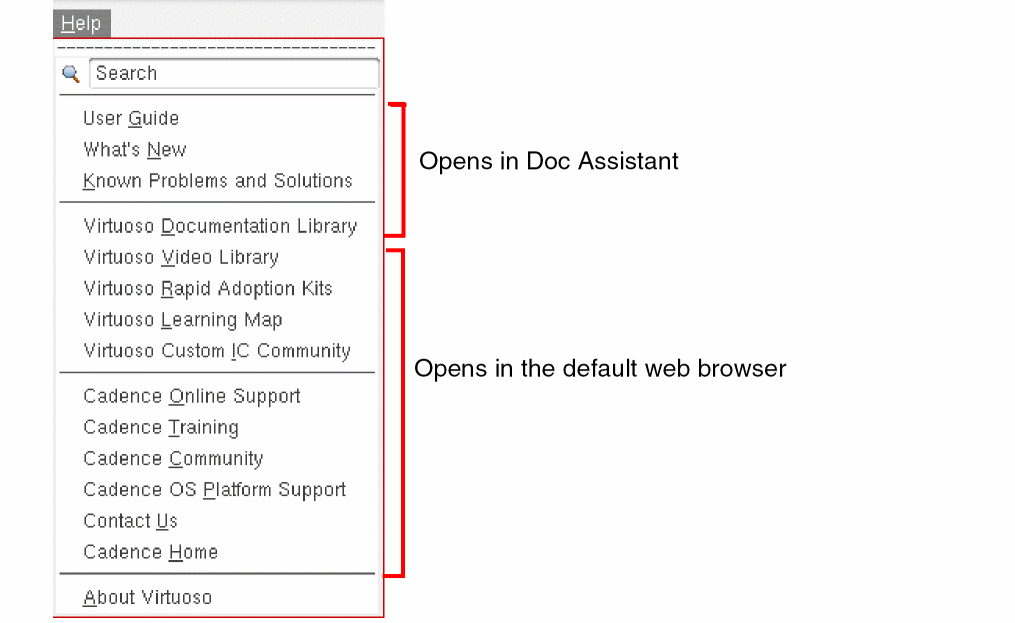 Help
Search
User Guide
What's New
Known Problems and Solutions
Opens in Doc Assistant
Virtuoso Documentation Library
Virtuoso Video Library
Virtuoso Rapid Adoption Kits
Virtuoso Learning Map
Virtuoso Custom IC Community
Opens in the default web browser
Cadence Online Support
Cadence Training
Cadence Community
Cadence OS Platform Support
Contact Us
Cadence Home
About Virtuoso